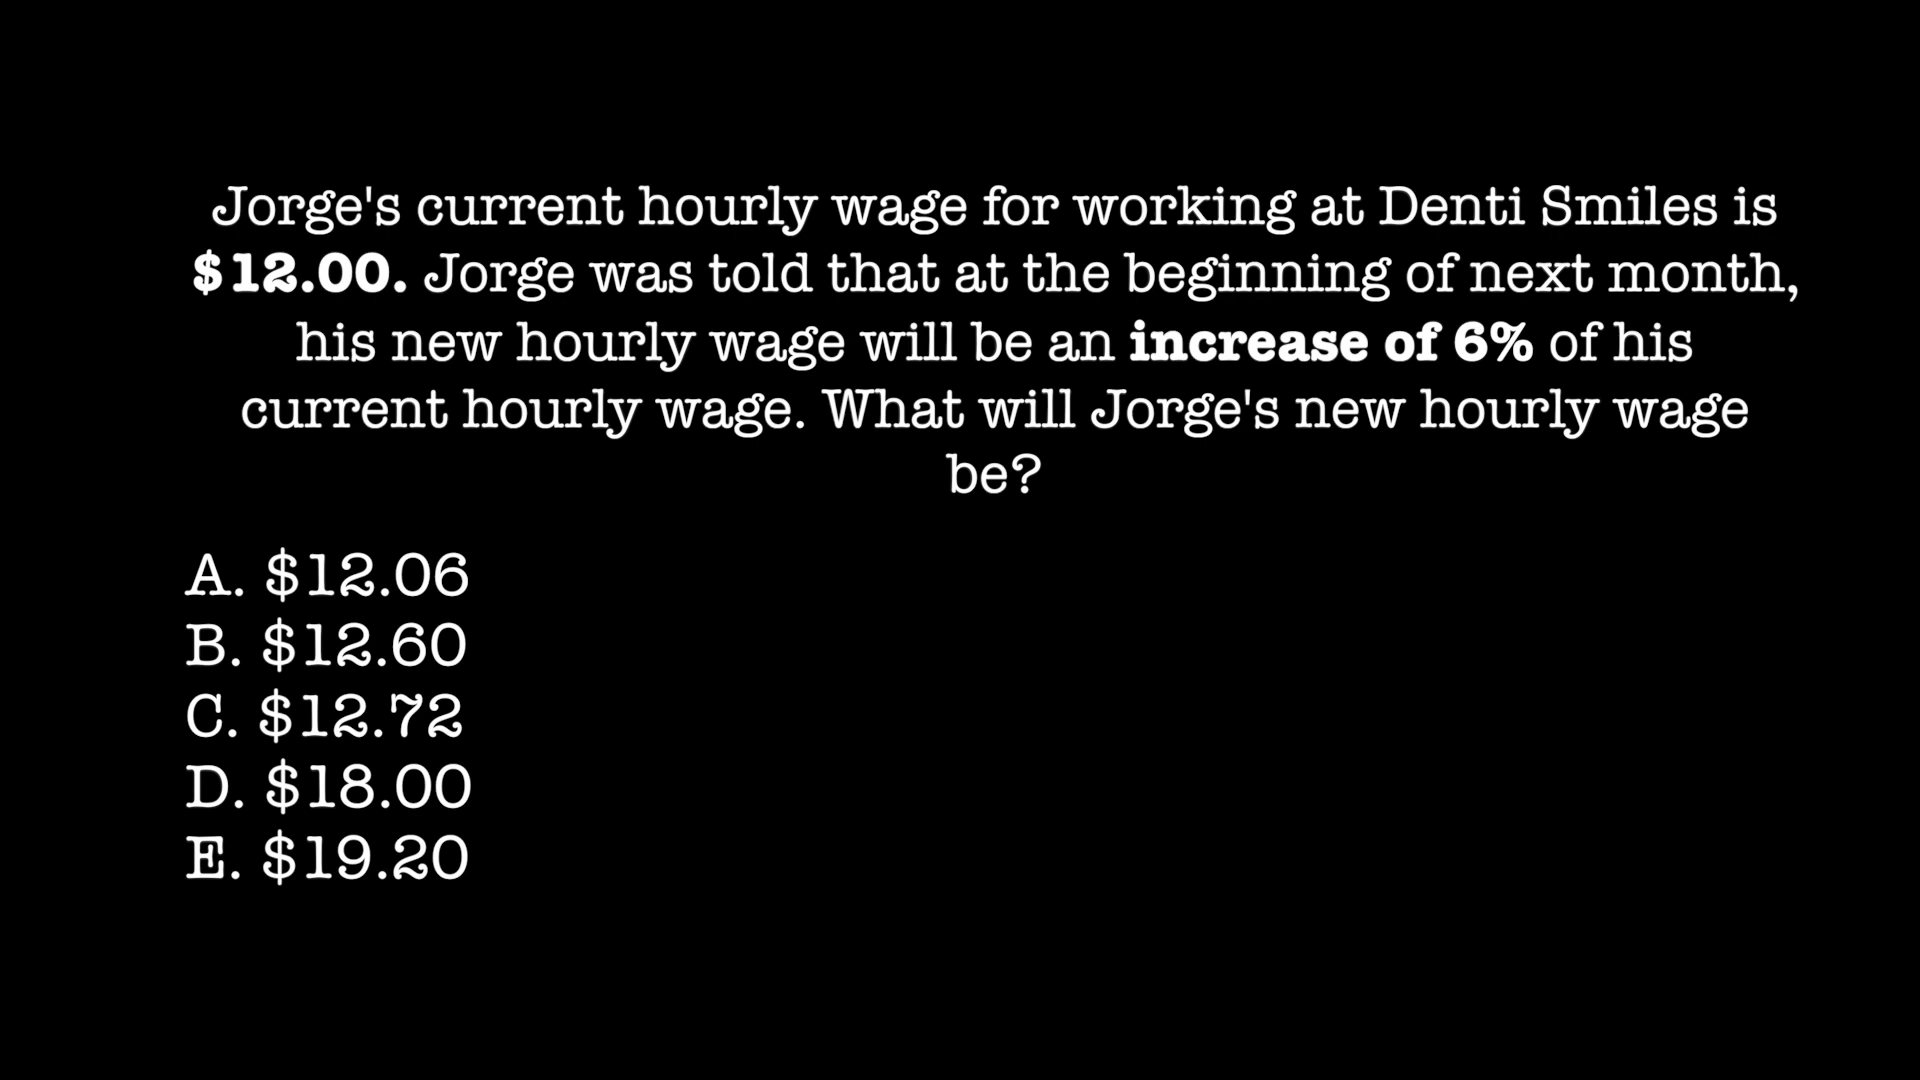 Jorge's current hourly wage for working at Denti Smiles is
$12.00. Jorge was told that at the beginning of next month,
his new hourly wage will be an increase of 6% of his
current hourly wage. What will Jorge's new hourly wage
be?
A. $12.06
B. $12.60
C. $12.72
D. $18.00
E. $19.20